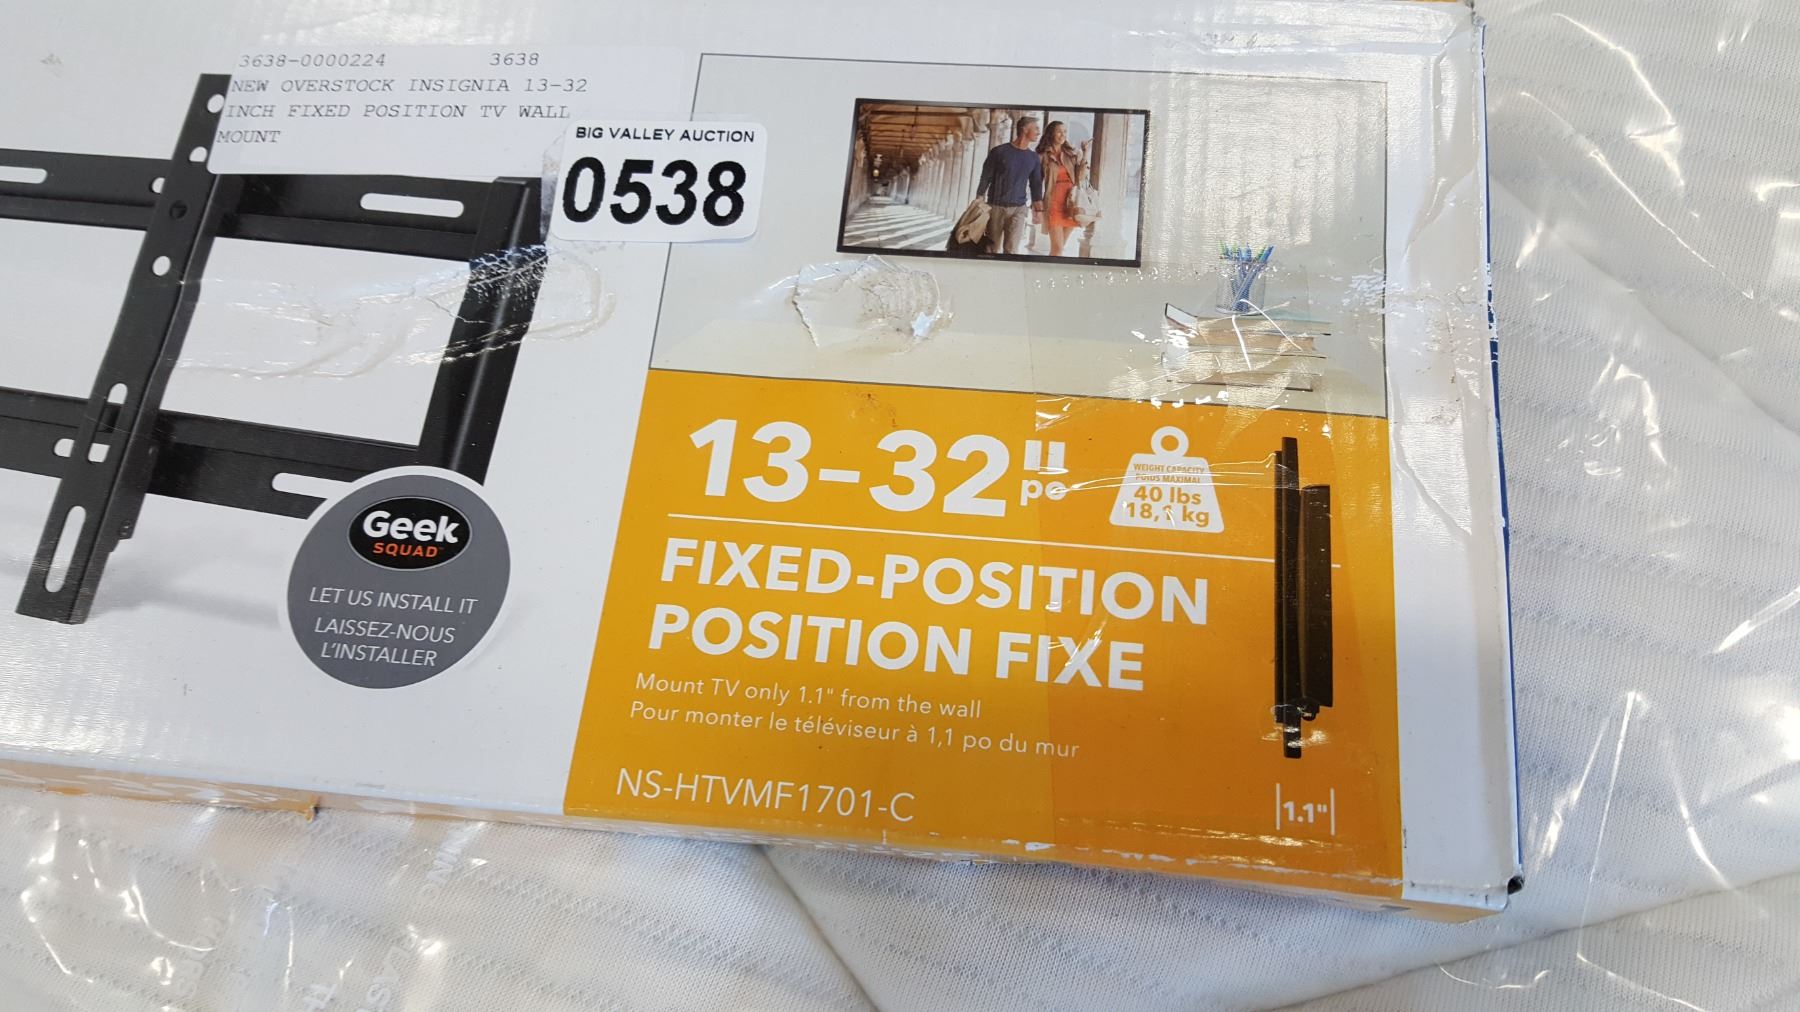 3638-0000224 3638
NEW OVERSTOCK INSIGNIA 13-32
INCH FIXED POSITION TV WALL
MOUNT
BIG VALLEY AUCTION
0538
13-32"
po
WEIGHT CAPACITY
POIDS MAXIMAL
40 lbs
18,1 kg
FIXED-POSITION
POSITION FIXE
Mount TV only 1.1" from the wall
Pour monter le téléviseur à 1,1 po du mur
NS-HTVMF1701-C
1.1"
Geek
SQUAD
LET US INSTALL IT
LAISSEZ-NOUS
L'INSTALLER